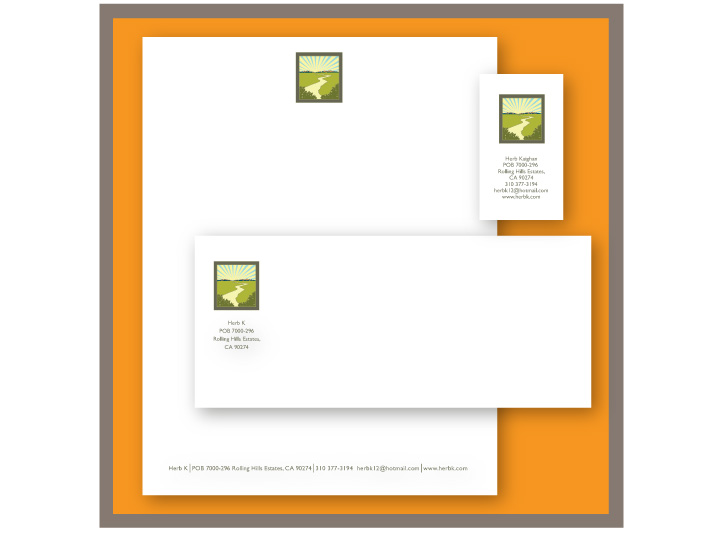 Herb Kaighan
POB 7000-296
Rolling Hills Estates,
CA 90274
310 377-3194
herbk12@hotmail.com
www.herbk.com
Herb K
POB 7000-296
Rolling Hills Estates,
CA 90274
Herb K | POB 7000-296 Rolling Hills Estates, CA 90274 | 310 377-3194 herbk12@hotmail.com | www.herbk.com